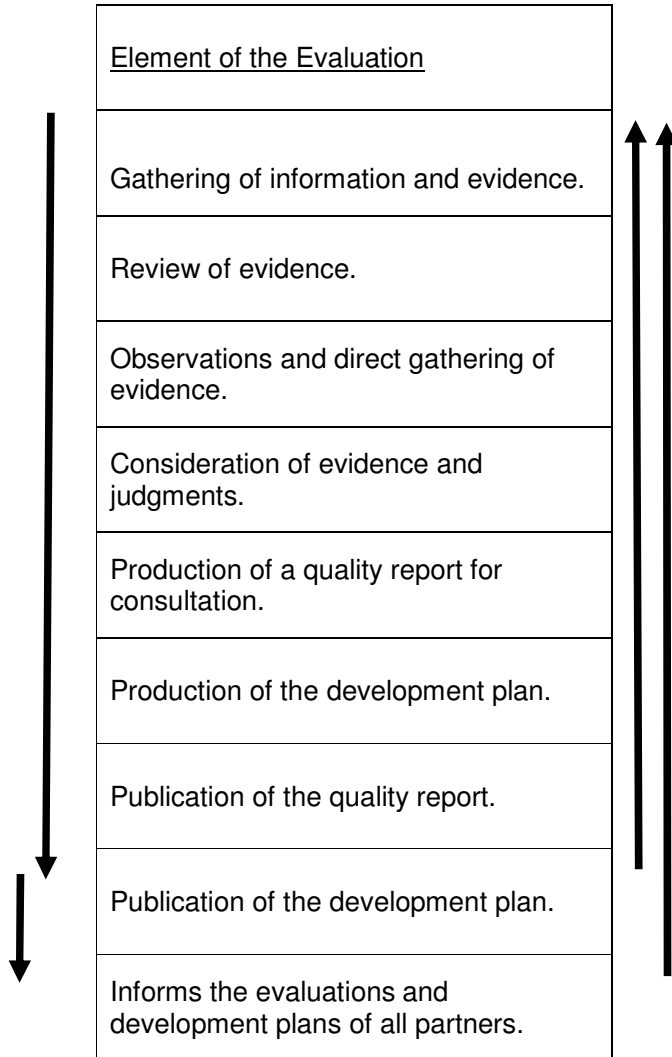 Element of the Evaluation
Gathering of information and evidence.
Review of evidence.
Observations and direct gathering of
evidence.
Consideration of evidence and
judgments.
Production of a quality report for
consultation.
Production of the development plan.
Publication of the quality report.
Publication of the development plan.
Informs the evaluations and
development plans of all partners.